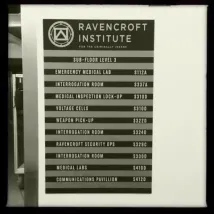 RAVENCROFT
INSTITUTE
FOR THE CRIMINALLY INSANE
SUB-FLOOR LEVEL 3
EMERGENCY MEDICAL LAB
INTERROGATION ROOM
MEDICAL INSPECTION LOCK-UP
VOLTAGE CELLS
WEAPON PICK-UP
INTERROGATION ROOM
RAVENCROFT SECURITY OPS
INTERROGATION ROOM
MEDICAL LABS
COMMUNICATIONS PAVILLION